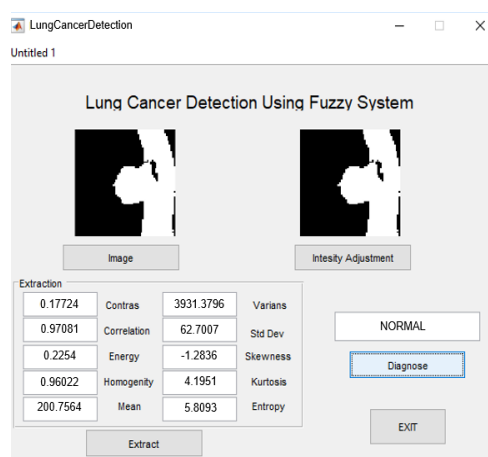 LungCancerDetection
Untitled 1
Lung Cancer Detection Using Fuzzy System
Image
Intesity Adjustment
Extraction
0.17724 Contras 3931.3796 Varians
0.97081 Correlation 62.7007 Std Dev
0.2254 Energy -1.2836 Skewness
0.96022 Homogenity 4.1951 Kurtosis
200.7564 Mean 5.8093 Entropy
NORMAL
Diagnose
Extract
EXIT